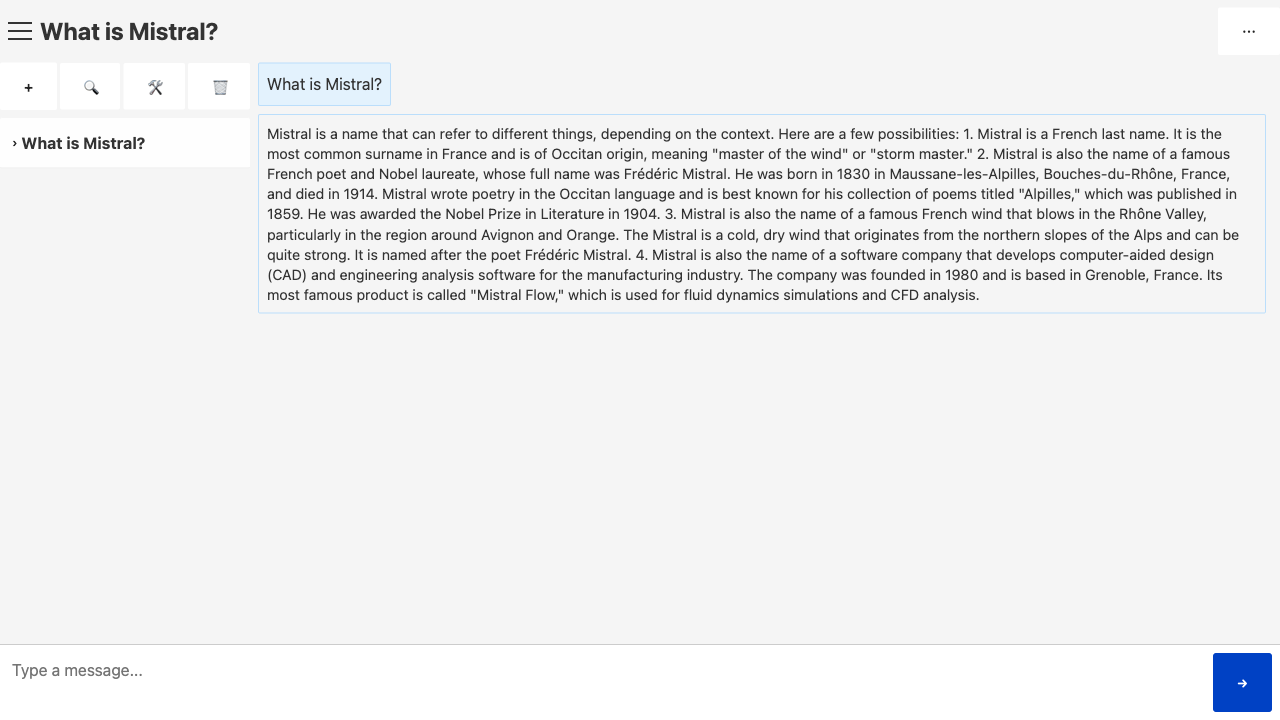 What is Mistral?
...
+
› What is Mistral?
What is Mistral?
Mistral is a name that can refer to different things, depending on the context. Here are a few possibilities: 1. Mistral is a French last name. It is the
most common surname in France and is of Occitan origin, meaning "master of the wind" or "storm master." 2. Mistral is also the name of a famous
French poet and Nobel laureate, whose full name was Frédéric Mistral. He was born in 1830 in Maussane-les-Alpilles, Bouches-du-Rhône, France,
and died in 1914. Mistral wrote poetry in the Occitan language and is best known for his collection of poems titled "Alpilles," which was published in
1859. He was awarded the Nobel Prize in Literature in 1904. 3. Mistral is also the name of a famous French wind that blows in the Rhône Valley,
particularly in the region around Avignon and Orange. The Mistral is a cold, dry wind that originates from the northern slopes of the Alps and can be
quite strong. It is named after the poet Frédéric Mistral. 4. Mistral is also the name of a software company that develops computer-aided design
(CAD) and engineering analysis software for the manufacturing industry. The company was founded in 1980 and is based in Grenoble, France. Its
most famous product is called "Mistral Flow," which is used for fluid dynamics simulations and CFD analysis.
Type a message...